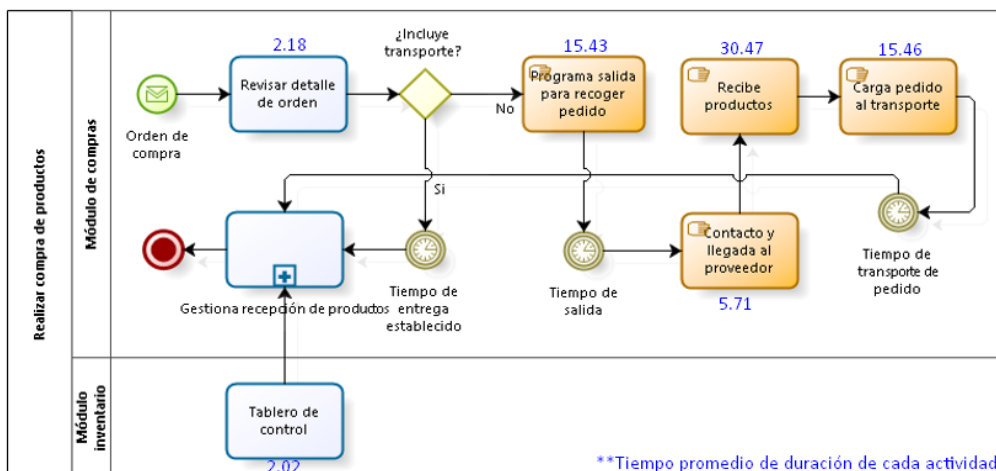 Realizar compra de productos
Módulo de compras
Orden de
compra
2.18
Revisar detalle
de orden
¿Incluye
transporte?
No
Si
15.43
Programa salida
para recoger
pedido
30.47
Recibe
productos
15.46
Carga pedido
al transporte
Gestiona recepción de productos
Tiempo de
entrega
establecido
Tiempo de
salida
Contacto y
llegada al
proveedor
5.71
Tiempo de
transporte de
pedido
Módulo
inventario
Tablero de
control
2.02
**Tiempo promedio de duración de cada actividad